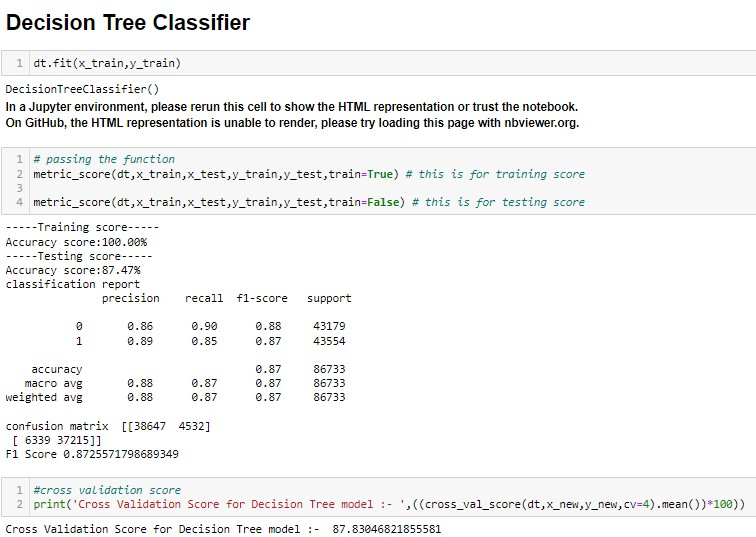 Decision Tree Classifier
1 dt.fit(x_train,y_train)
DecisionTreeClassifier()
In a Jupyter environment, please rerun this cell to show the HTML representation or trust the notebook.
On GitHub, the HTML representation is unable to render, please try loading this page with nbviewer.org.
1 # passing the function
2 metric_score(dt,x_train,x_test,y_train,y_test,train=True) # this is for training score
3
4 metric_score(dt,x_train,x_test,y_train,y_test,train=False) # this is for testing score
-----Training score-----
Accuracy score:100.00%
-----Testing score-----
Accuracy score:87.47%
classification report
precision recall f1-score support
0 0.86 0.90 0.88 43179
1 0.89 0.85 0.87 43554
accuracy 0.87 86733
macro avg 0.88 0.87 0.87 86733
weighted avg 0.88 0.87 0.87 86733
confusion matrix [[38647 4532]
[ 6339 37215]]
F1 Score 0.8725571798689349
1 #cross validation score
2 print('Cross Validation Score for Decision Tree model :- ',((cross_val_score(dt,x_new,y_new,cv=4).mean())*100))
Cross Validation Score for Decision Tree model :- 87.83046821855581